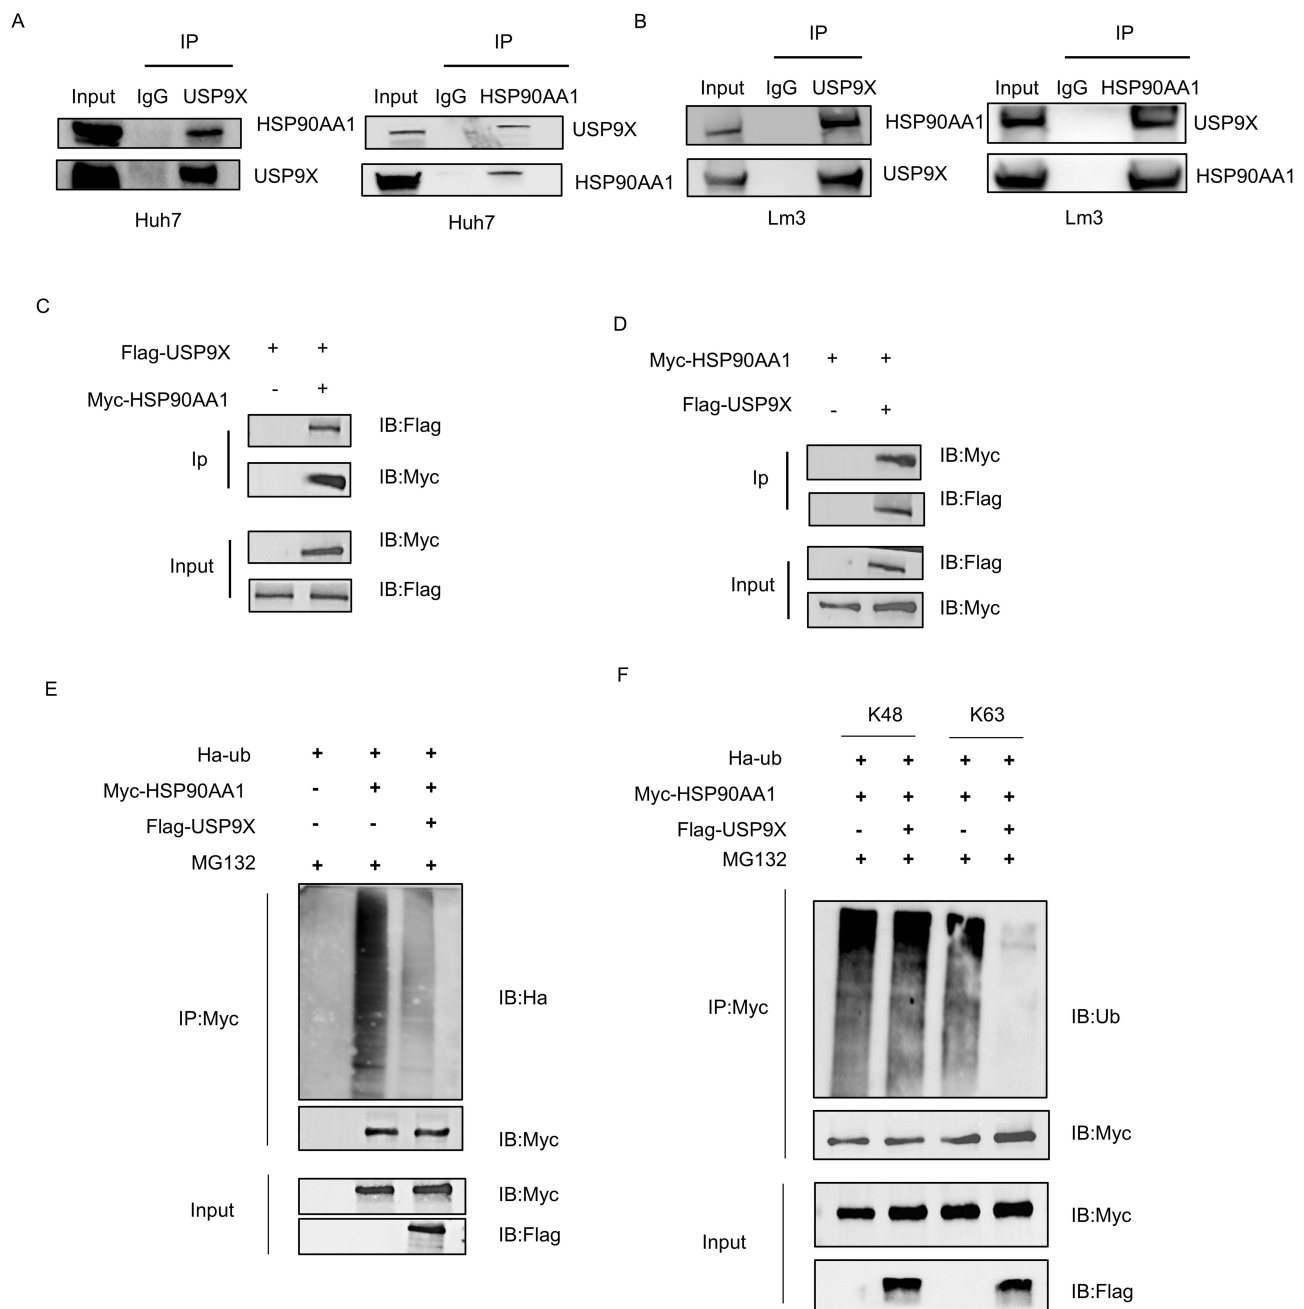 A
IP
Input IgG USP9X
HSP90AA1
USP9X
Huh7
IP
Input IgG HSP90AA1
USP9X
HSP90AA1
Huh7
B
IP
Input IgG USP9X
HSP90AA1
USP9X
Lm3
IP
Input IgG HSP90AA1
USP9X
HSP90AA1
Lm3
C
Flag-USP9X + +
Myc-HSP90AA1 - +
Ip
IB:Flag
IB:Myc
Input
IB:Myc
IB:Flag
D
Myc-HSP90AA1 + +
Flag-USP9X - +
Ip
IB:Myc
IB:Flag
Input
IB:Flag
IB:Myc
E
Ha-ub + + +
Myc-HSP90AA1 - + +
Flag-USP9X - - +
MG132 + + +
IP:Myc
IB:Ha
IB:Myc
Input
IB:Myc
IB:Flag
F
K48 K63
Ha-ub + + + +
Myc-HSP90AA1 + + + +
Flag-USP9X - + - +
MG132 + + + +
IP:Myc
IB:Ub
IB:Myc
Input
IB:Myc
IB:Flag